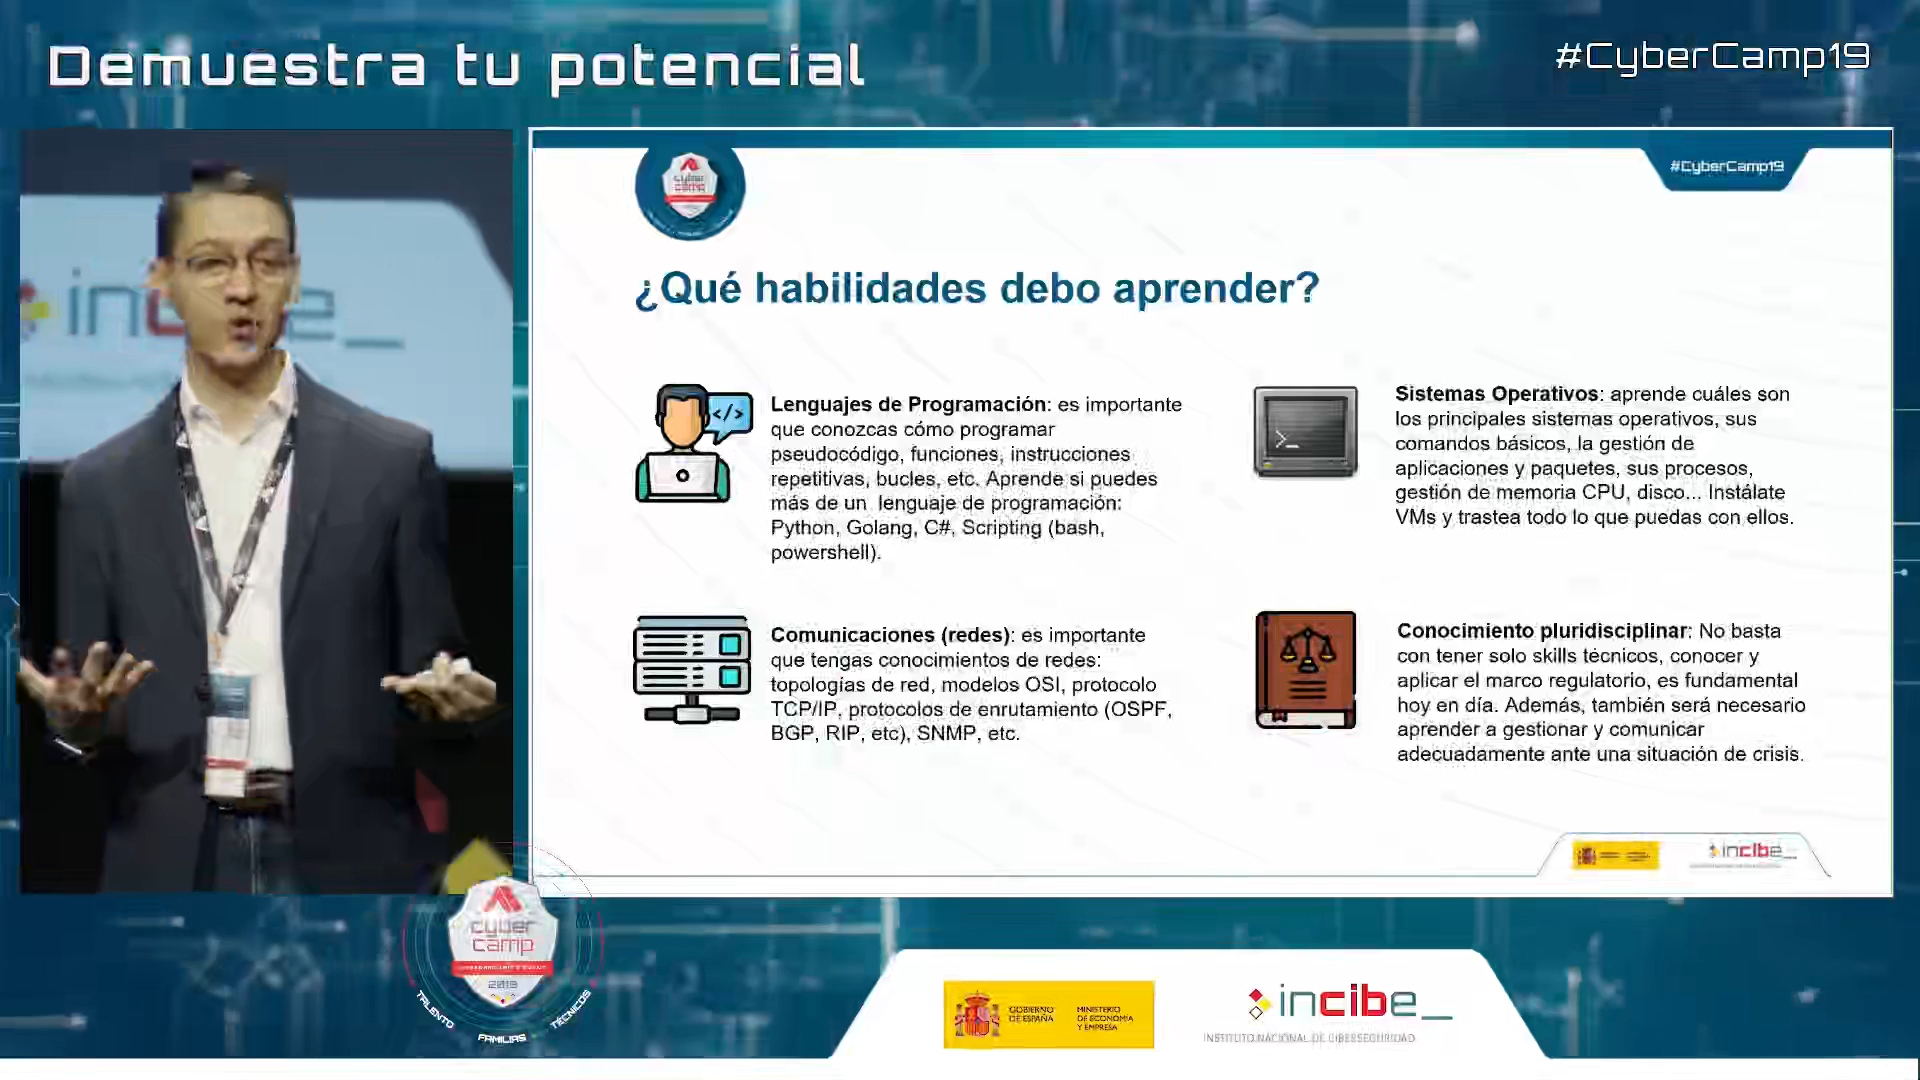 Demuestra tu potencial
#CyberCamp19
#CyberCamp19
cyber
camp
¿Qué habilidades debo aprender?
Lenguajes de Programación: es importante
que conozcas cómo programar
pseudocódigo, funciones, instrucciones
repetitivas, bucles, etc. Aprende si puedes
más de un lenguaje de programación:
Python, Golang, C#, Scripting (bash,
powershell).
Sistemas Operativos: aprende cuáles son
los principales sistemas operativos, sus
comandos básicos, la gestión de
aplicaciones y paquetes, sus procesos,
gestión de memoria CPU, disco... Instálate
VMs y trastea todo lo que puedas con ellos.
Comunicaciones (redes): es importante
que tengas conocimientos de redes:
topologías de red, modelos OSI, protocolo
TCP/IP, protocolos de enrutamiento (OSPF,
BGP, RIP, etc), SNMP, etc.
Conocimiento pluridisciplinar: No basta
con tener solo skills técnicos, conocer y
aplicar el marco regulatorio, es fundamental
hoy en día. Además, también será necesario
aprender a gestionar y comunicar
adecuadamente ante una situación de crisis.
incibe_
cyber
camp
2019
TALENTO
FAMILIAS
TÉCNICOS
GOBIERNO
DE ESPAÑA
MINISTERIO
DE ECONOMÍA
Y EMPRESA
incibe_
INSTITUTO NACIONAL DE CIBERSEGURIDAD